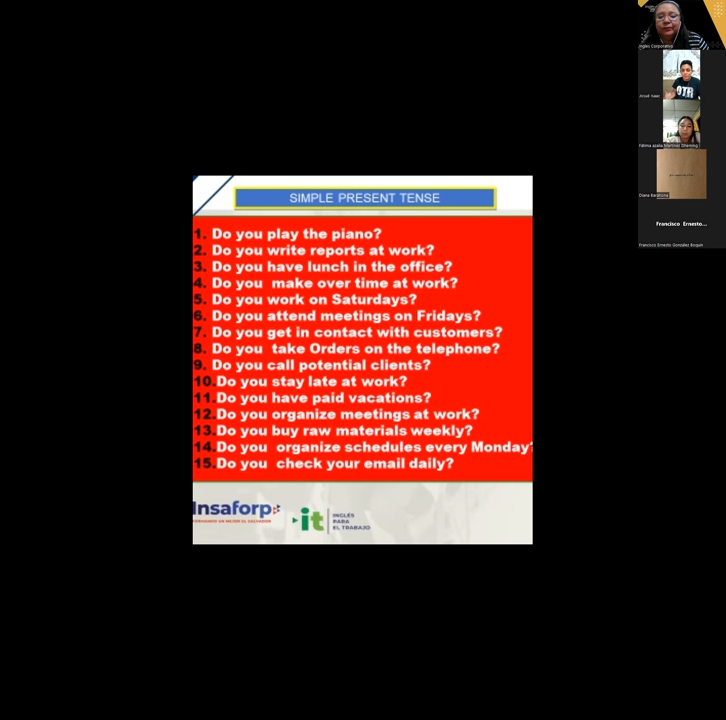 SIMPLE PRESENT TENSE
1. Do you play the piano?
2. Do you write reports at work?
3. Do you have lunch in the office?
4. Do you make over time at work?
5. Do you work on Saturdays?
6. Do you attend meetings on Fridays?
7. Do you get in contact with customers?
8. Do you take Orders on the telephone?
9. Do you call potential clients?
10.Do you stay late at work?
11.Do you have paid vacations?
12.Do you organize meetings at work?
13.Do you buy raw materials weekly?
14.Do you organize schedules every Monday?
15.Do you check your email daily?
Insaforp
it
INGLES
PARA
EL TRABAJO
Ingles Corporativo
Francisco Ernesto...
Francisco Ernesto González